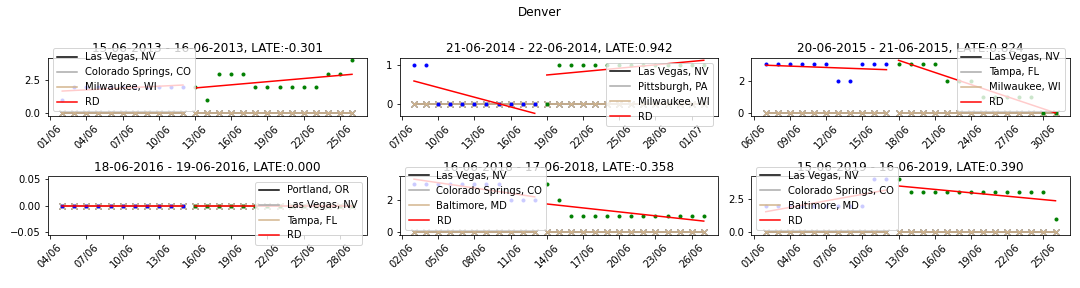 Denver
15-06-2013 - 16-06-2013, LATE:-0.301
21-06-2014 - 22-06-2014, LATE:0.942
20-06-2015 - 21-06-2015, LATE:0.824
2.5
0.0
Las Vegas, NV
Colorado Springs, CO
Milwaukee, WI
RD
01/06
04/06
07/06
10/06
13/06
16/06
19/06
22/06
25/06
1
0
Las Vegas, NV
Pittsburgh, PA
Milwaukee, WI
RD
07/06
10/06
13/06
16/06
19/06
22/06
25/06
28/06
01/07
2
0
Las Vegas, NV
Tampa, FL
Milwaukee, WI
RD
06/06
09/06
12/06
15/06
18/06
21/06
24/06
27/06
30/06
18-06-2016 - 19-06-2016, LATE:0.000
16-06-2018 - 17-06-2018, LATE:-0.358
15-06-2019 - 16-06-2019, LATE:0.390
0.05
0.00
−0.05
Portland, OR
Las Vegas, NV
Tampa, FL
RD
04/06
07/06
10/06
13/06
16/06
19/06
22/06
25/06
28/06
2
0
Las Vegas, NV
Colorado Springs, CO
Baltimore, MD
RD
02/06
05/06
08/06
11/06
14/06
17/06
20/06
23/06
26/06
2.5
0.0
Las Vegas, NV
Colorado Springs, CO
Baltimore, MD
RD
01/06
04/06
07/06
10/06
13/06
16/06
19/06
22/06
25/06